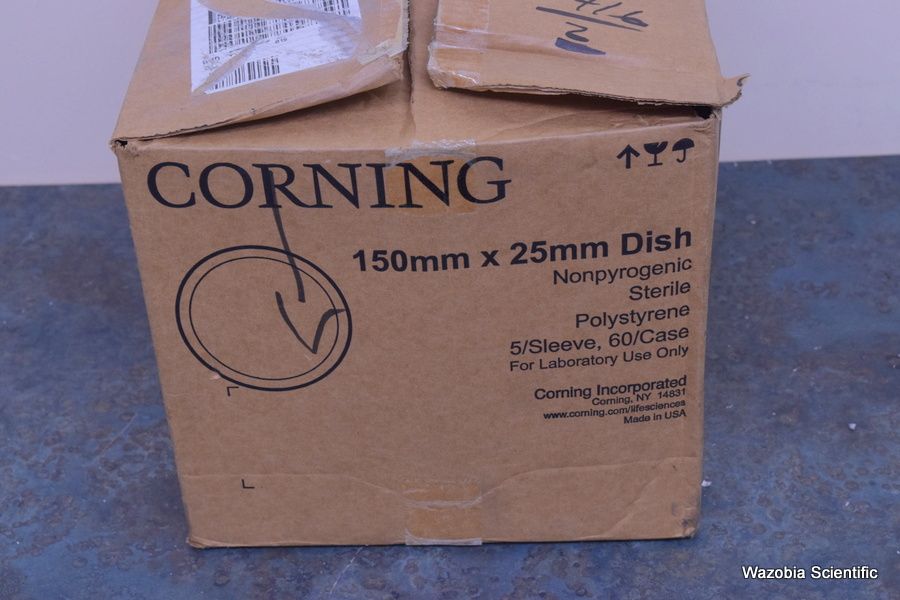 CORNING
150mm x 25mm Dish
Nonpyrogenic
Sterile
Polystyrene
5/Sleeve, 60/Case
For Laboratory Use Only
Corning Incorporated
Corning, NY 14831
www.corning.com/lifesciences
Made in USA
Wazobia Scientific